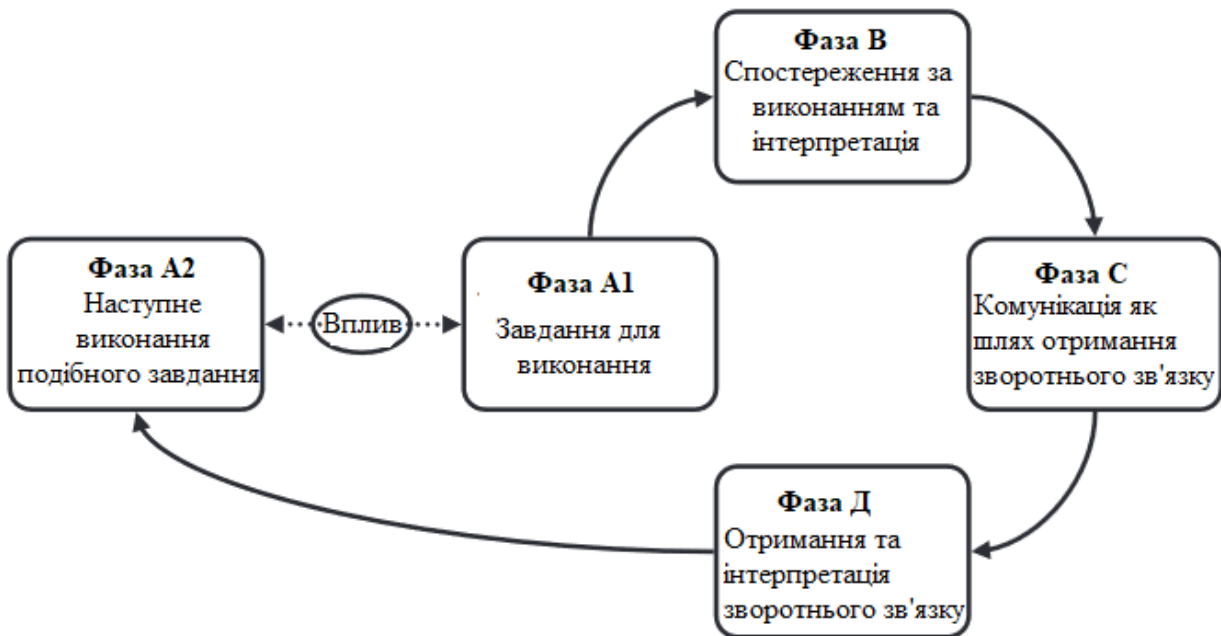 Фаза В
Спостереження за
виконанням та
інтерпретація
Фаза А2
Наступне
виконання
подібного завдання
Вплив
Фаза А1
Завдання для
виконання
Фаза С
Комунікація як
шлях отримання
зворотнього зв'язку
Фаза Д
Отримання та
інтерпретація
зворотнього зв'язку